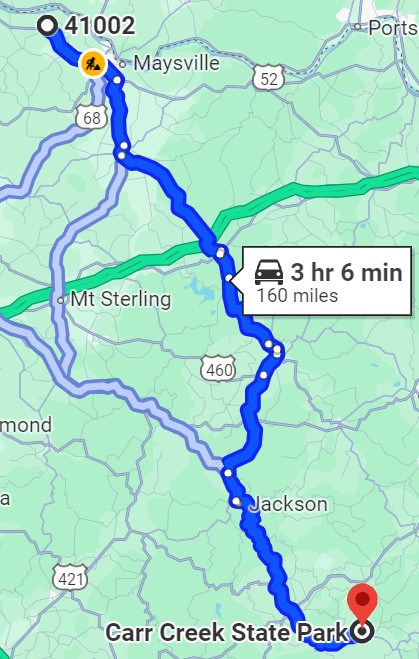 41002
Ports
Maysville
52
68
3 hr 6 min
160 miles
Mt Sterling
460
mond
Jackson
a
421
Carr Creek State Park